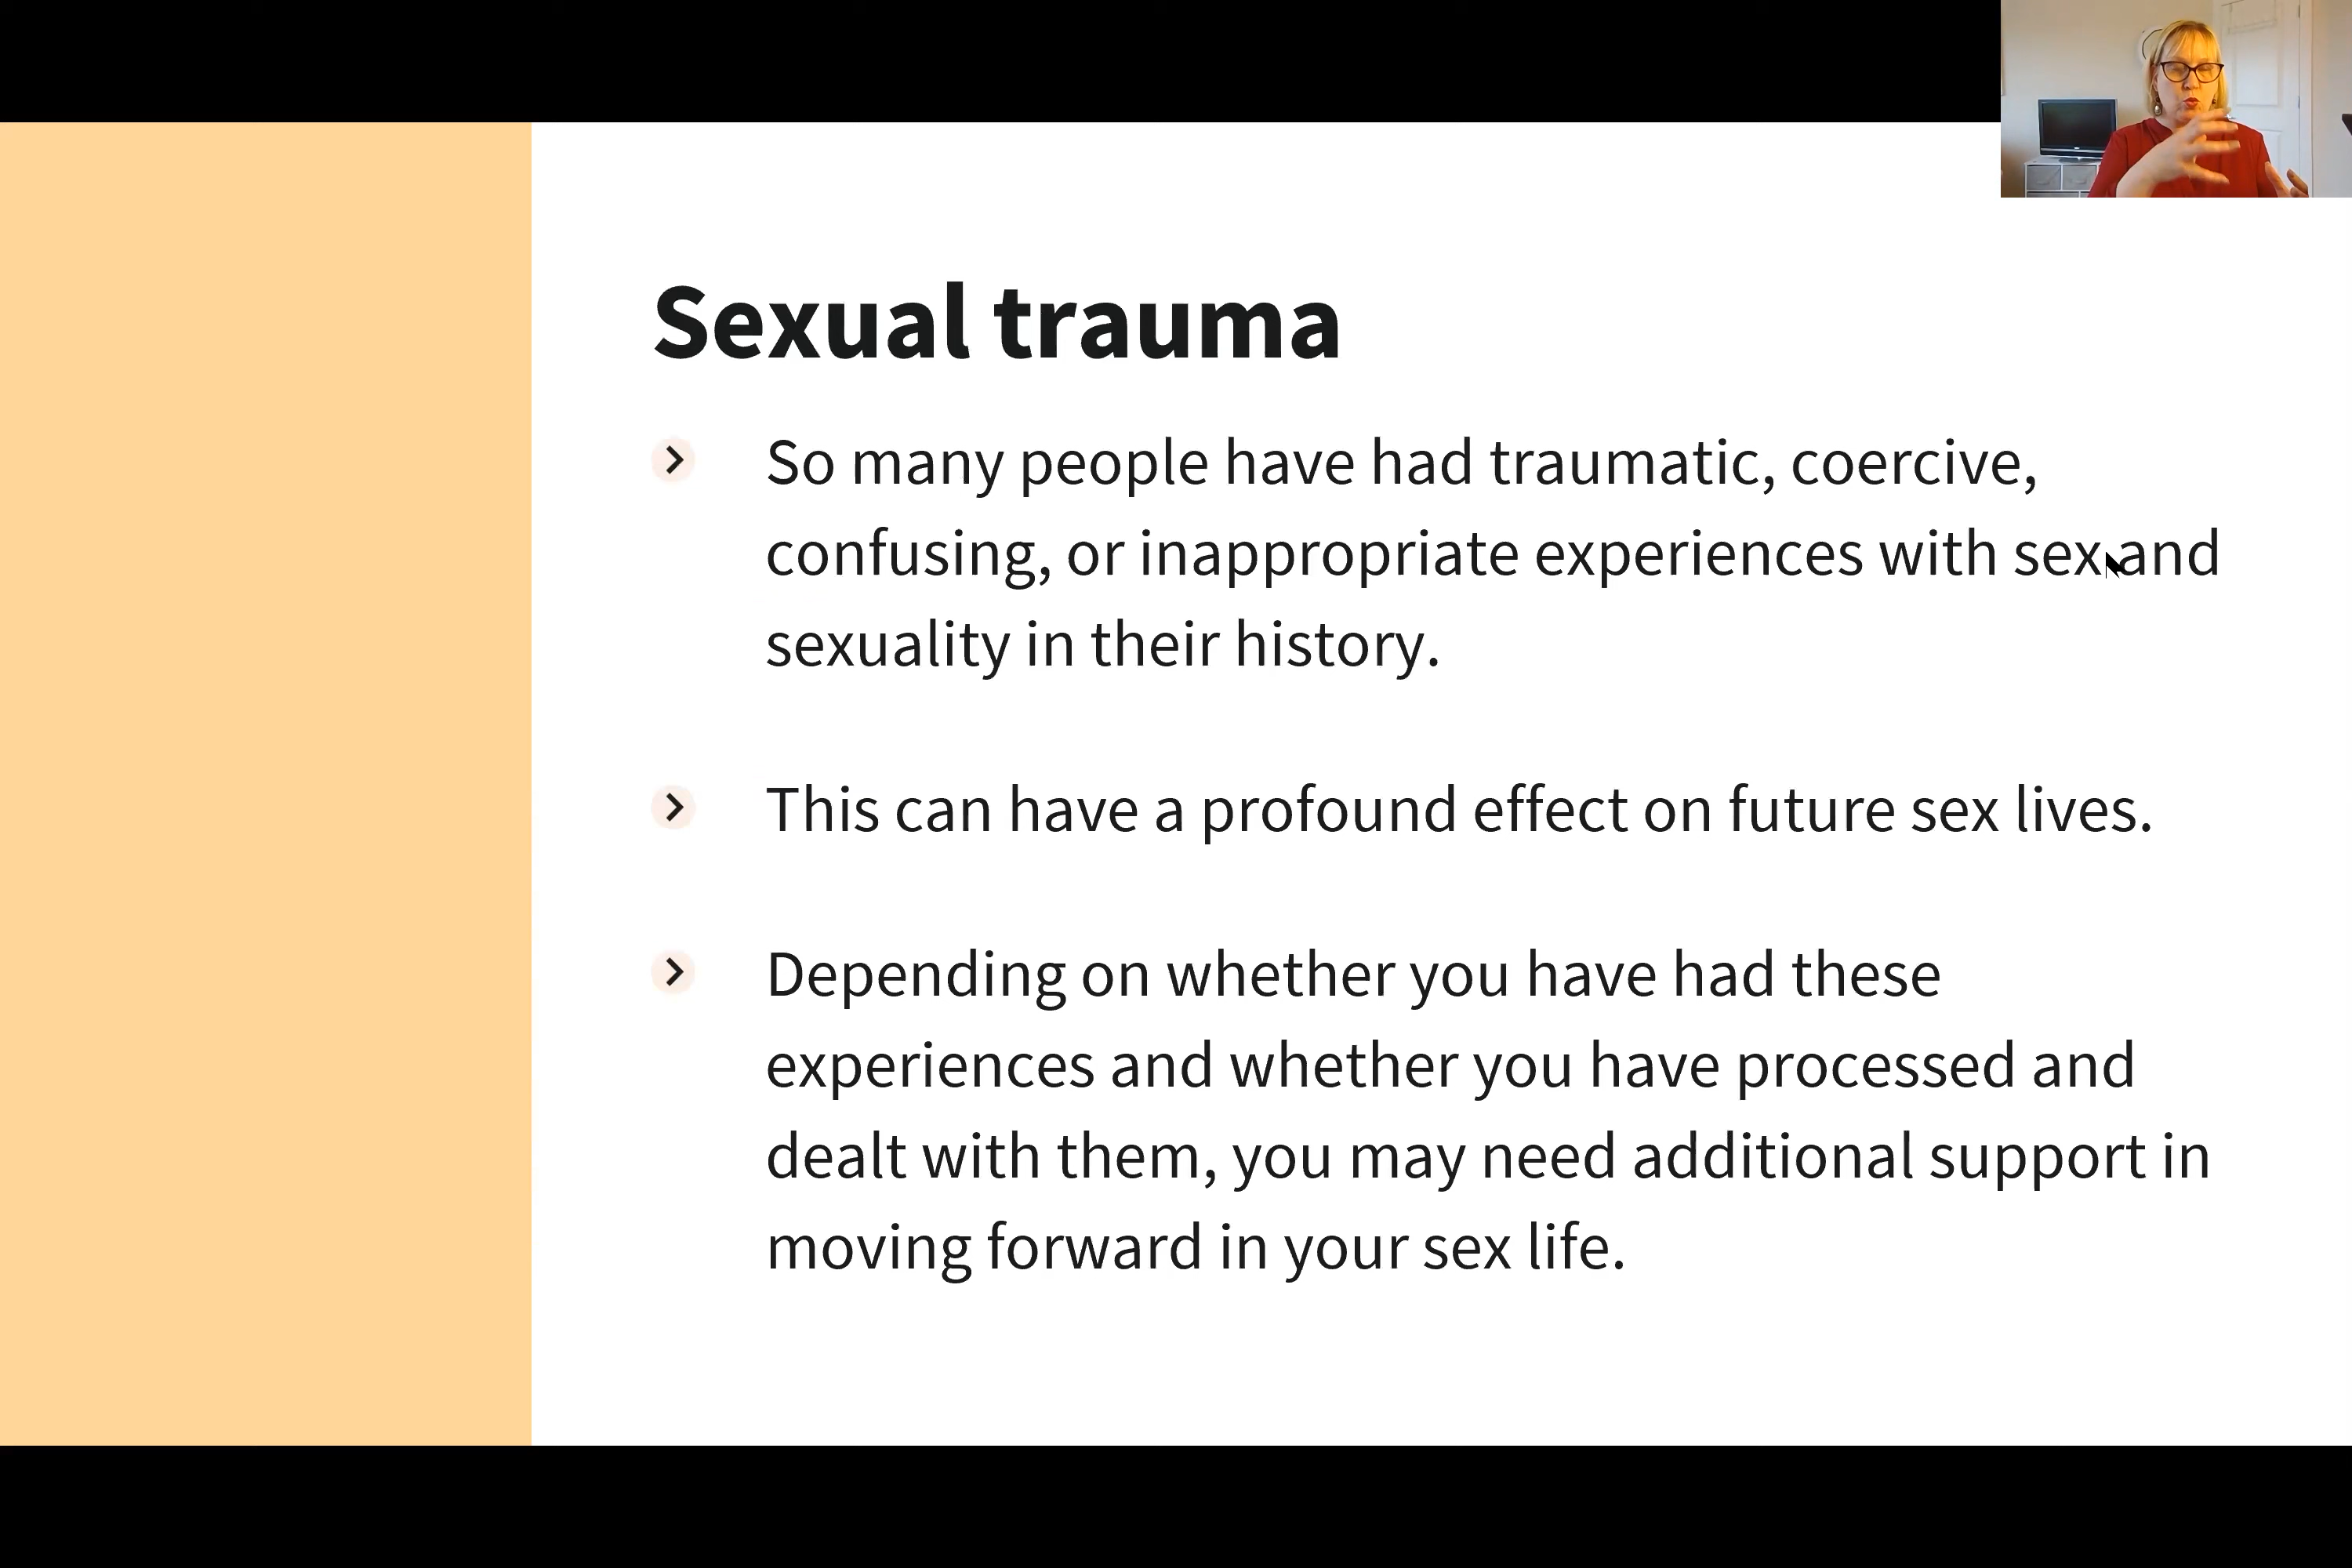 Sexual trauma
So many people have had traumatic, coercive,
confusing, or inappropriate experiences with sex and
sexuality in their history.
This can have a profound effect on future sex lives.
Depending on whether you have had these
experiences and whether you have processed and
dealt with them, you may need additional support in
moving forward in your sex life.